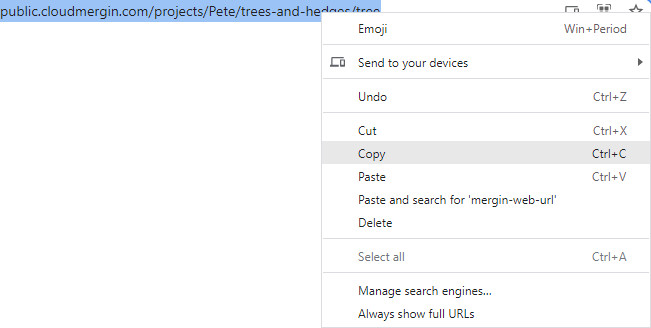 public.cloudmergin.com/projects/Pete/trees-and-hedges/tree
Emoji Win+Period
Send to your devices
Undo Ctrl+Z
Cut Ctrl+X
Copy Ctrl+C
Paste Ctrl+V
Paste and search for 'mergin-web-url'
Delete
Select all Ctrl+A
Manage search engines...
Always show full URLs